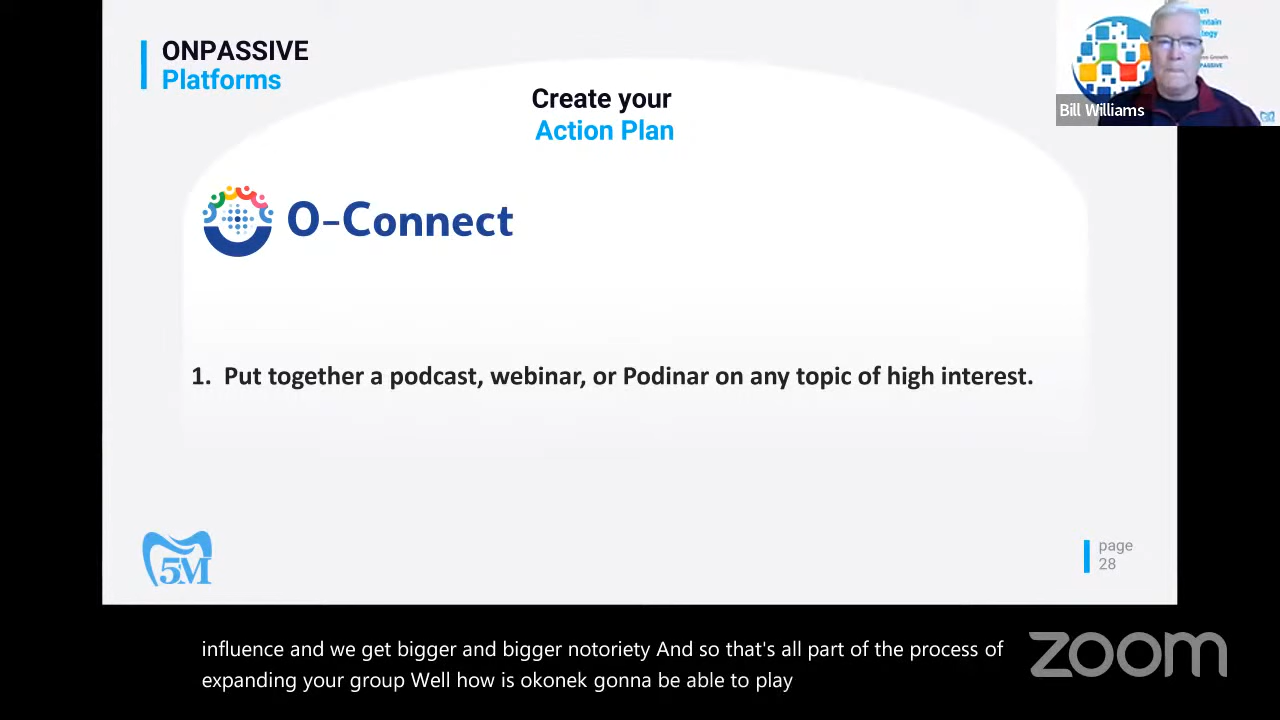 ONPASSIVE
Platforms
Create your
Action Plan
Bill Williams
O-Connect
1. Put together a podcast, webinar, or Podinar on any topic of high interest.
5M
page
28
influence and we get bigger and bigger notoriety And so that's all part of the process of
expanding your group Well how is okonek gonna be able to play
zoom